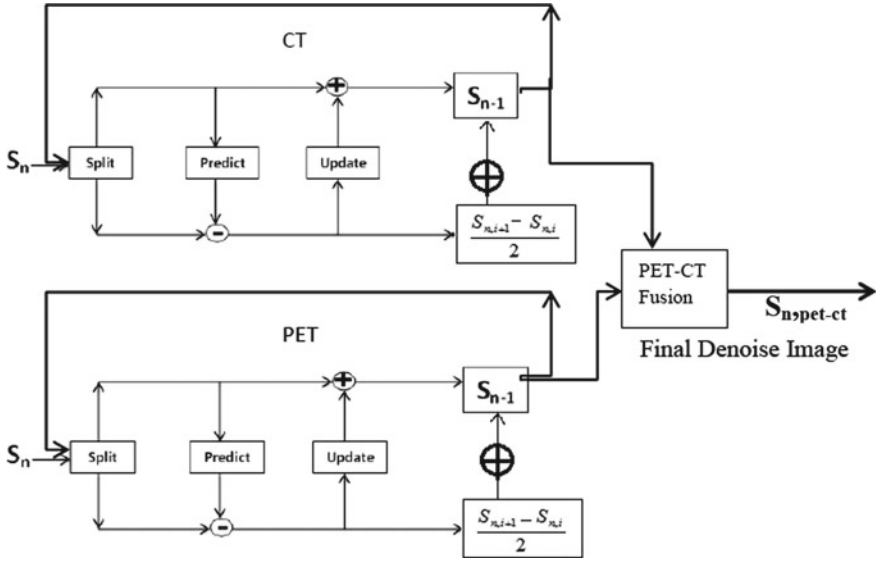 CT
+
Sn-1
Sn
Split
Predict
Update
⊕
-
Sn,i+1 - Sn,i
2
PET-CT
Fusion
Sn,pet-ct
Final Denoise Image
PET
+
Sn-1
Sn
Split
Predict
Update
⊕
-
Sn,i+1 - Sn,i
2